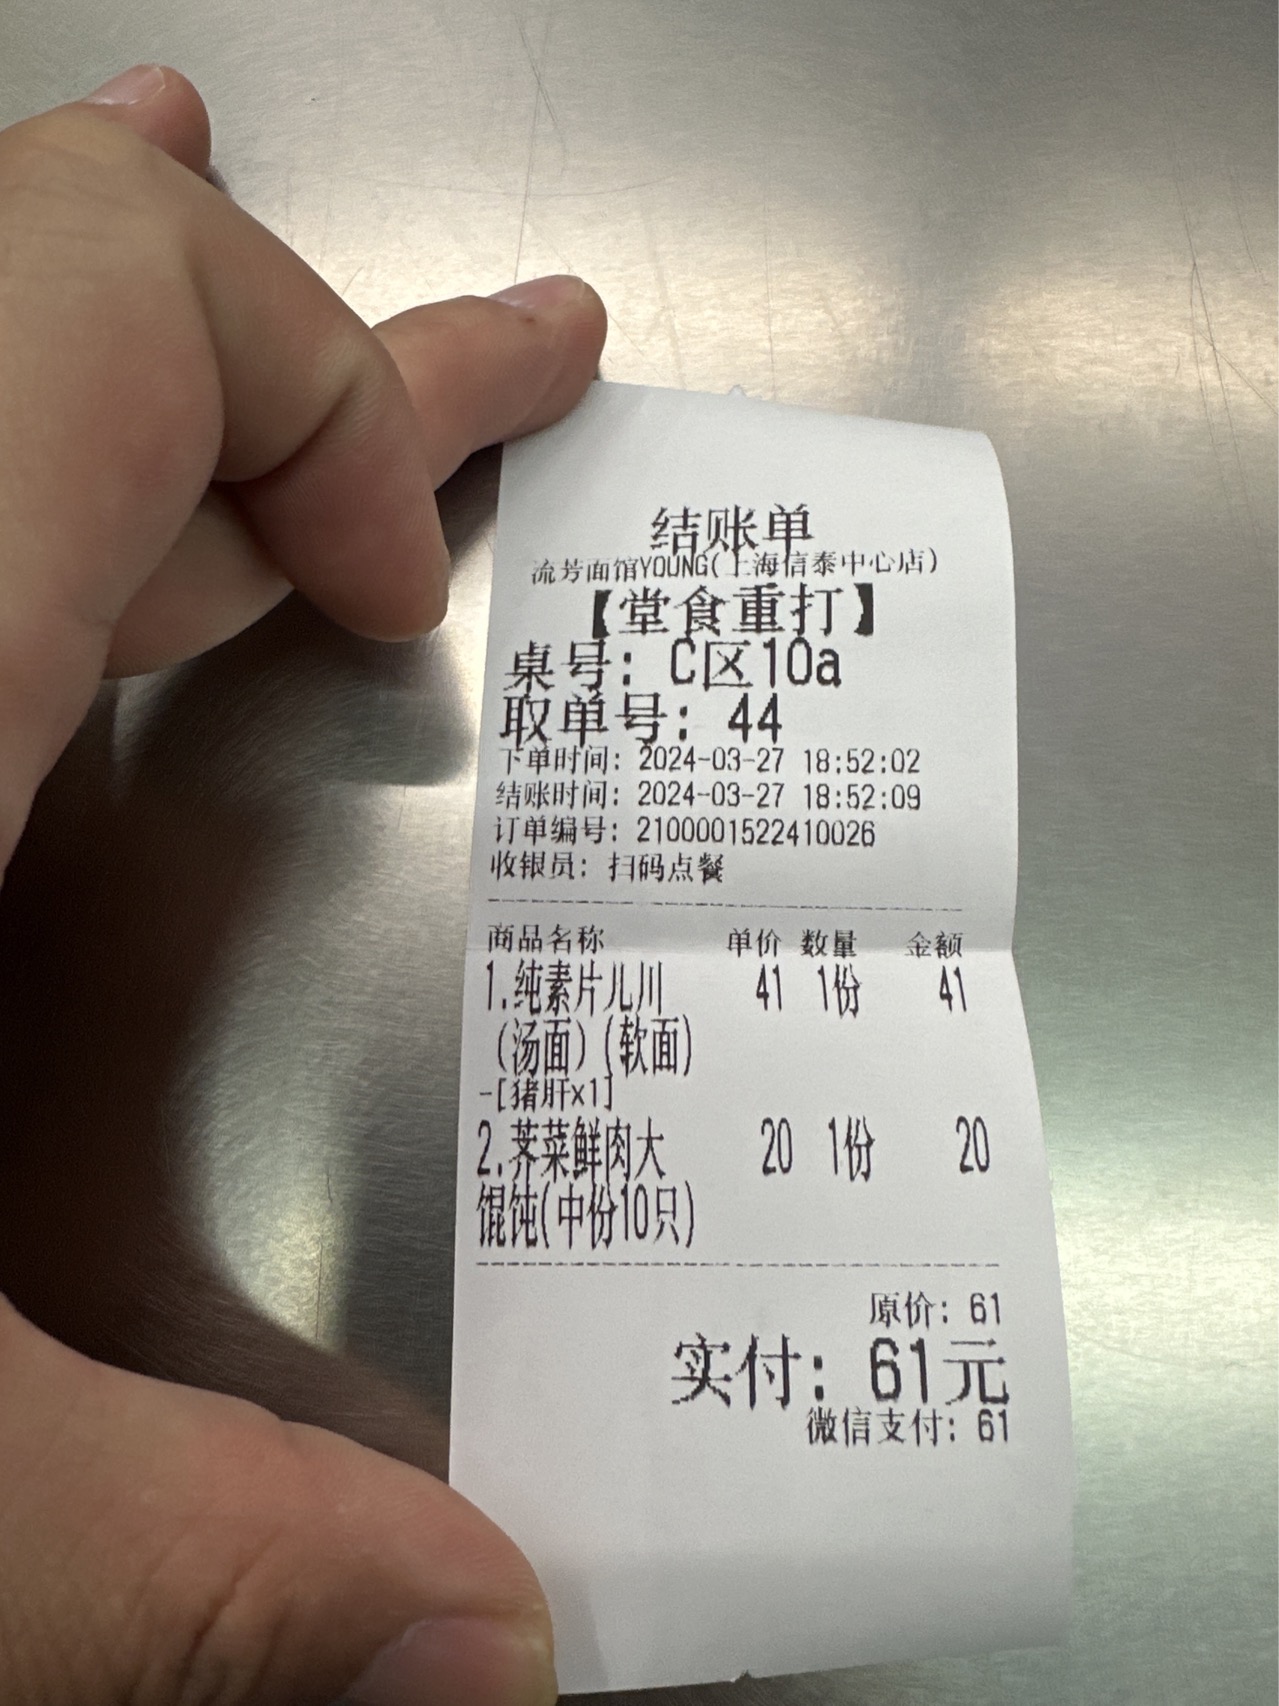 结账单
流芳面馆YOUNG(上海信泰中心店)
【堂食重打】
桌号: C区10a
取单号: 44
下单时间: 2024-03-27 18:52:02
结账时间: 2024-03-27 18:52:09
订单编号: 2100001522410026
收银员: 扫码点餐
商品名称 单价 数量 金额
1.纯素片儿川 41 1份 41
(汤面)(软面)
-[猪肝x1]
2.荠菜鲜肉大 20 1份 20
馄饨(中份10只)
原价: 61
实付: 61元
微信支付: 61